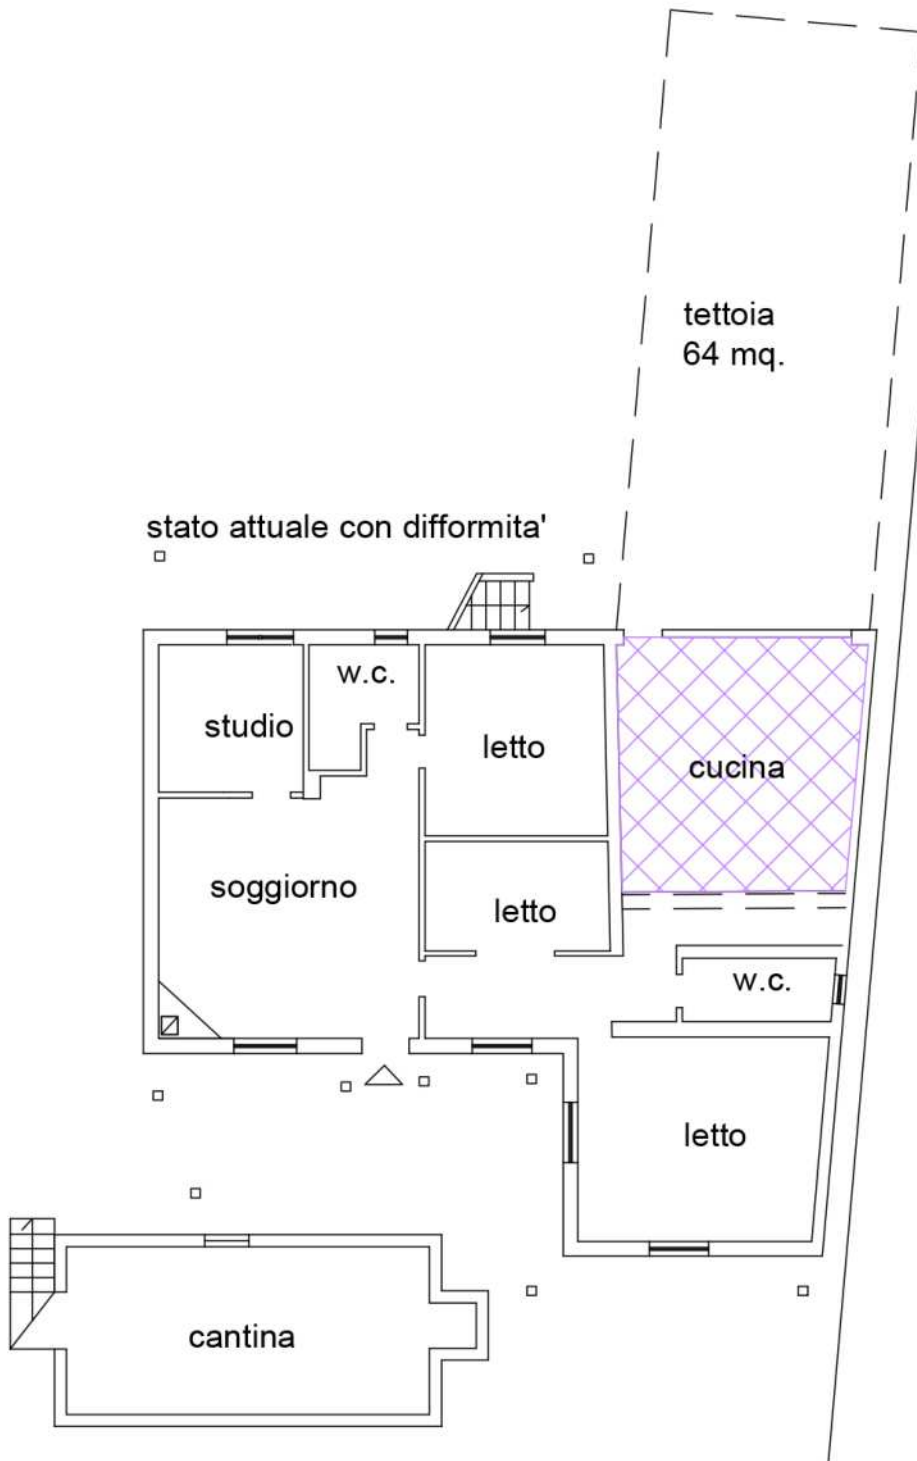 tettoia
64 mq.
stato attuale con difformita'
w.c.
studio
letto
cucina
soggiorno
letto
w.c.
letto
cantina